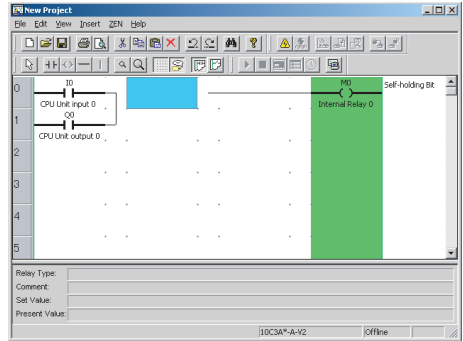 New Project
File Edit View Insert ZEN Help
0 I0 M0 Self-holding Bit
CPU Unit input 0 Internal Relay 0
1 Q0
CPU Unit output 0
2
3
4
5
Relay Type:
Comment:
Set Value:
Present Value:
10C3A*-A-V2 Offline